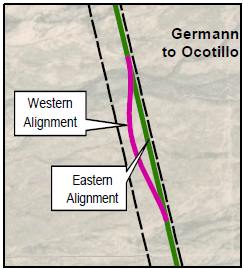 Germann
to Ocotillo
Western
Alignment
Eastern
Alignment